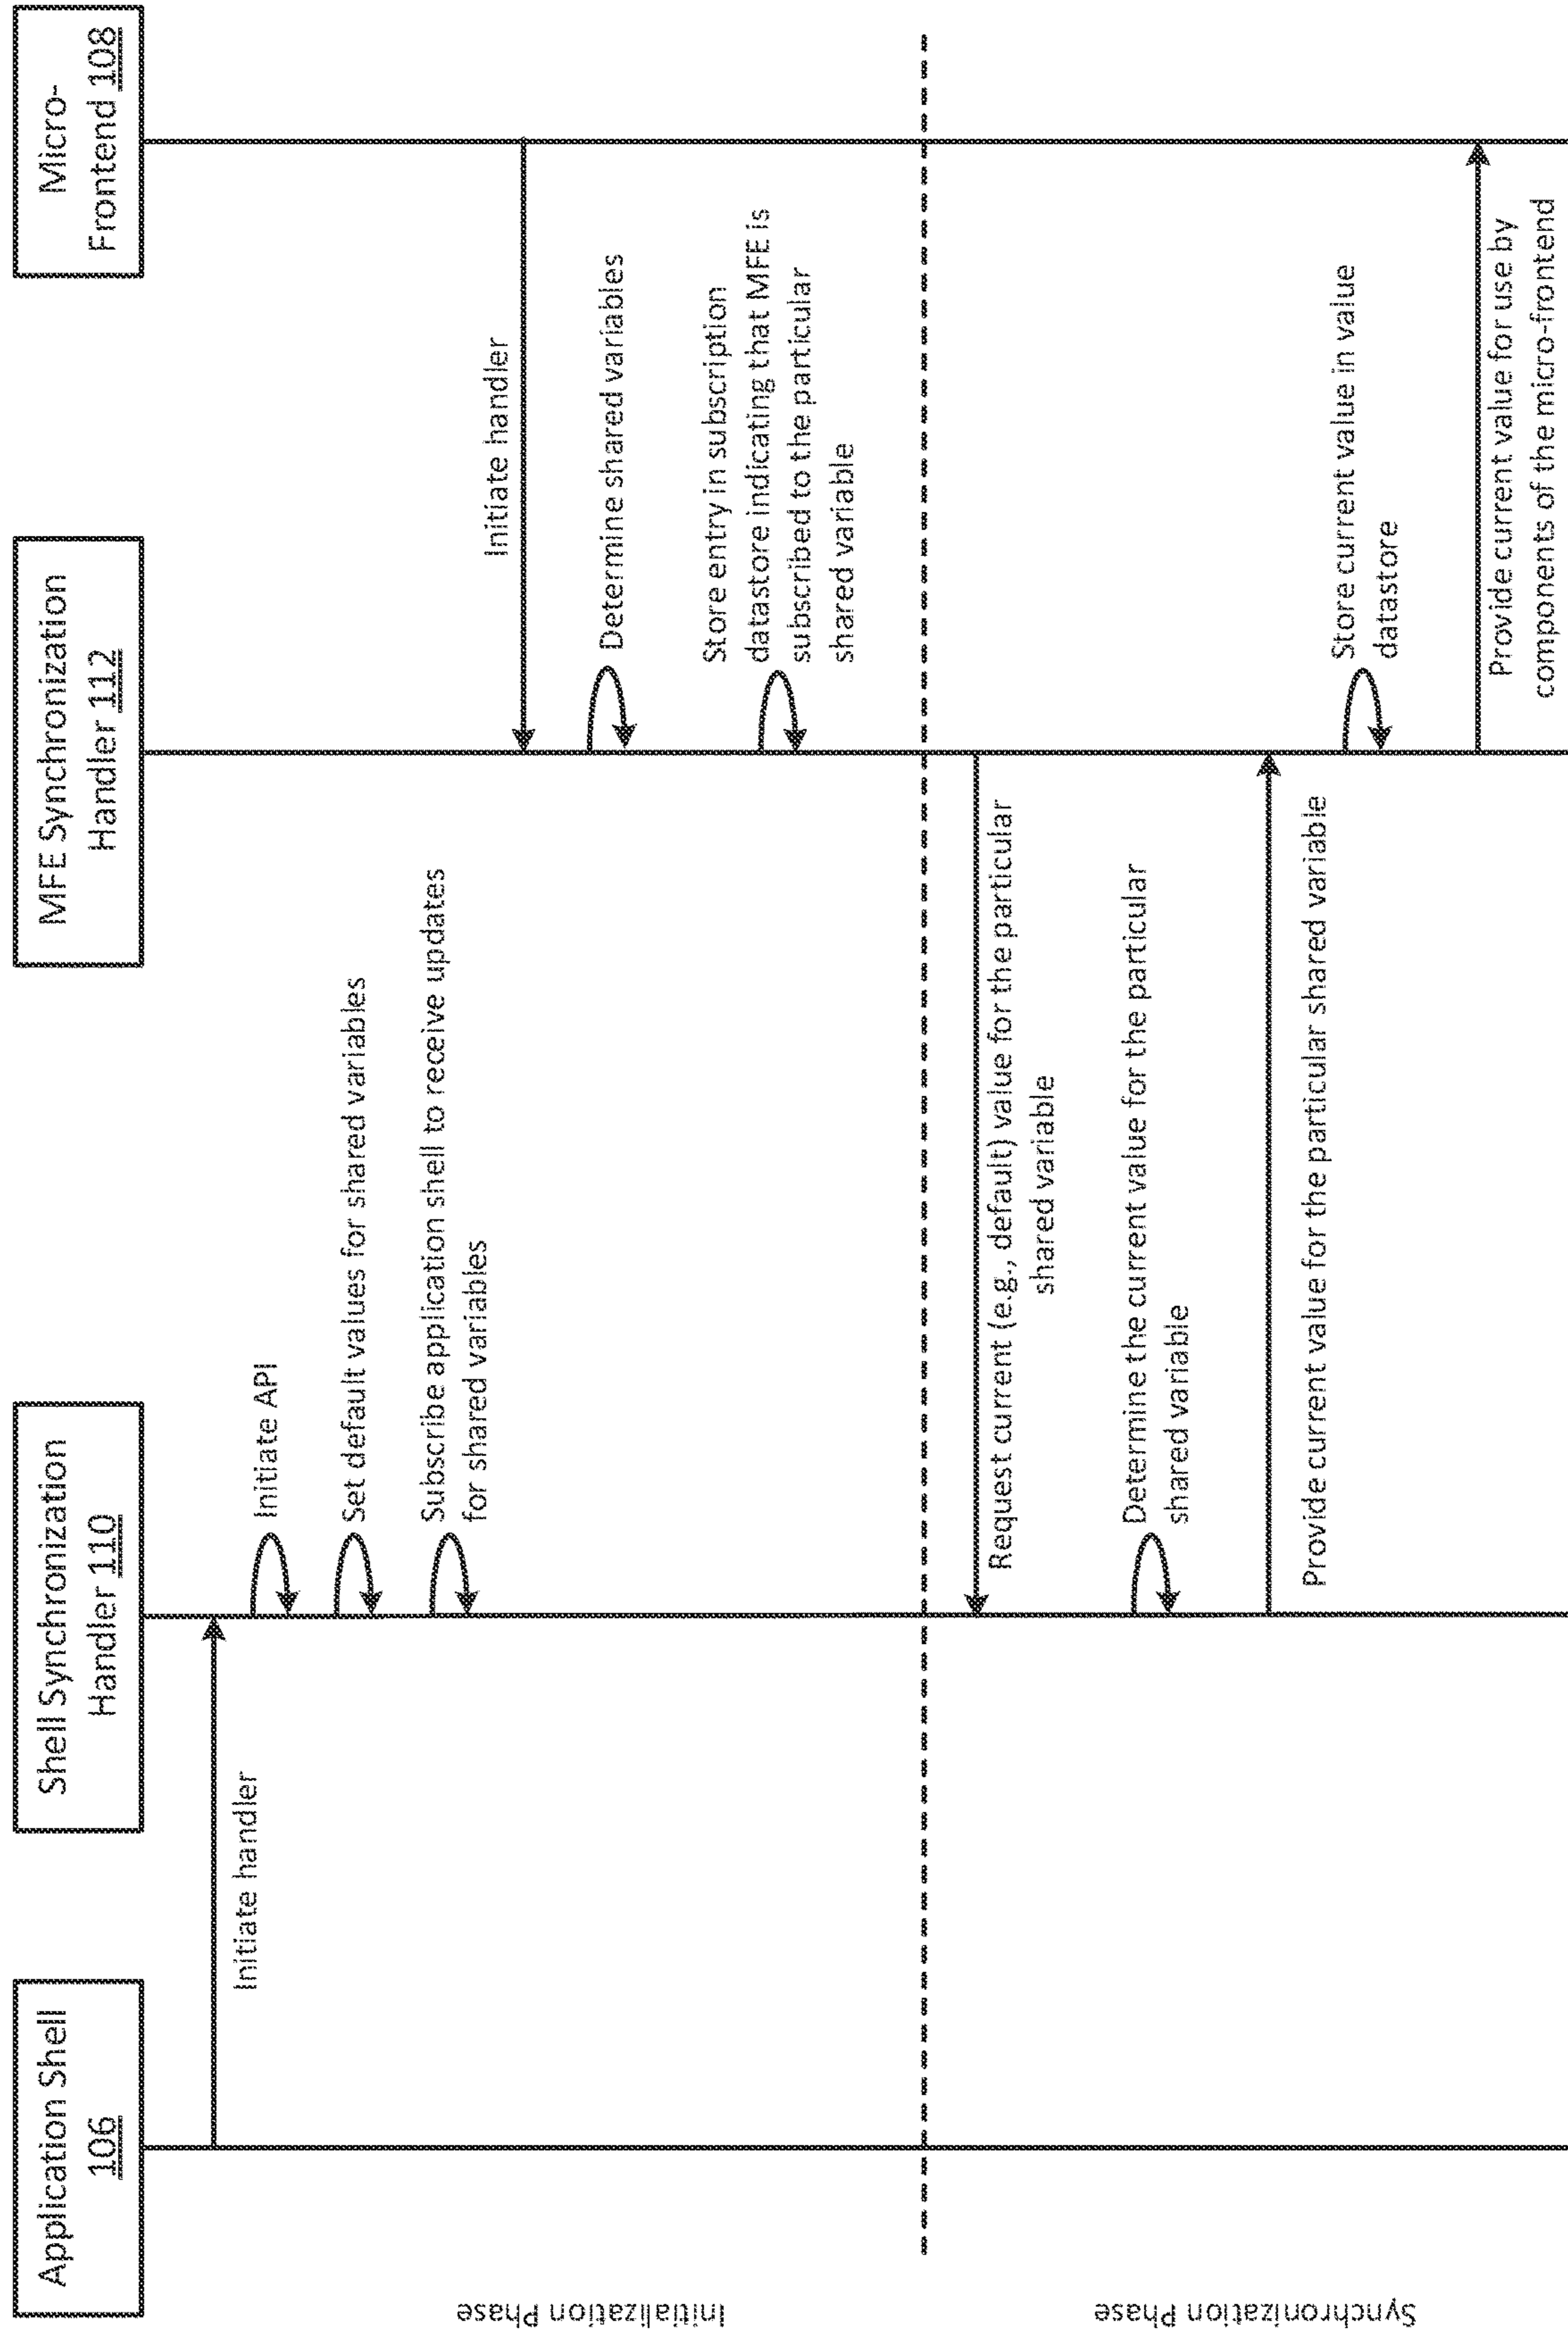 Application Shell
106
Shell Synchronization
Handler 110
MFE Synchronization
Handler 112
Micro-
Frontend 108
Initialization Phase
Initiate handler
Initiate API
Set default values for shared variables
Subscribe application shell to receive updates
for shared variables
Initiate handler
Determine shared variables
Store entry in subscription
datastore indicating that MFE is
subscribed to the particular
shared variable
Synchronization Phase
Request current (e.g., default) value for the particular
shared variable
Determine the current value for the particular
shared variable
Provide current value for the particular shared variable
Store current value in value
datastore
Provide current value for use by
components of the micro-frontend